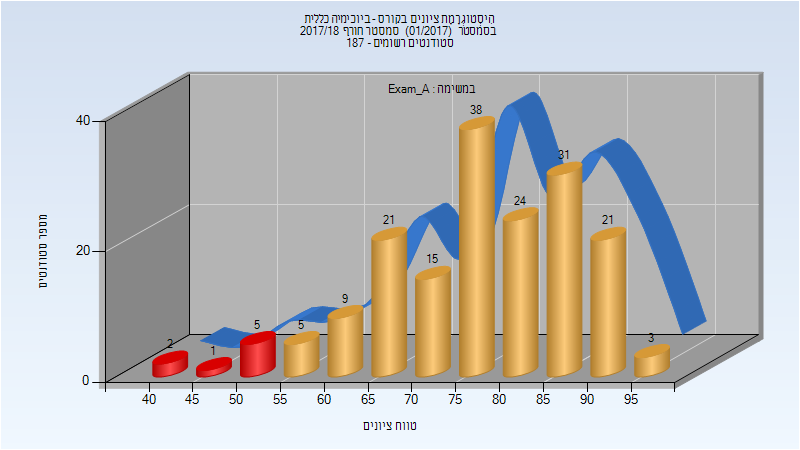 היסטוגרמת ציונים בקורס - ביוכימיה כללית
בסמסטר (01/2017) סמסטר חורף 2017/18
סטודנטים רשומים - 187
במשימה : Exam_A
40
20
0
מספר סטודנטים
2
1
5
5
9
21
15
38
24
31
21
3
40 45 50 55 60 65 70 75 80 85 90 95
טווח ציונים